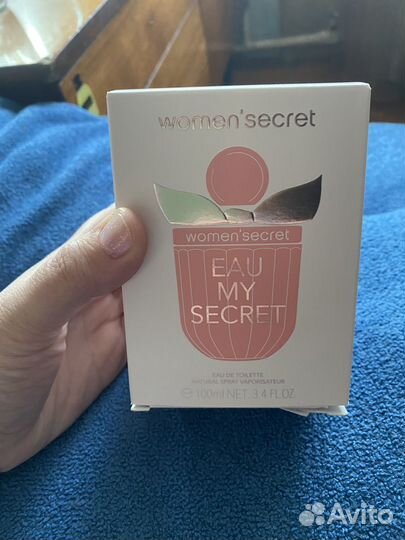 women'secret
women'secret
EAU
MY
SECRET
EAU DE TOILETTE
NATURAL SPRAY VAPORISATEUR
℮ 100ml NET. 3.4 FL.OZ
Avito